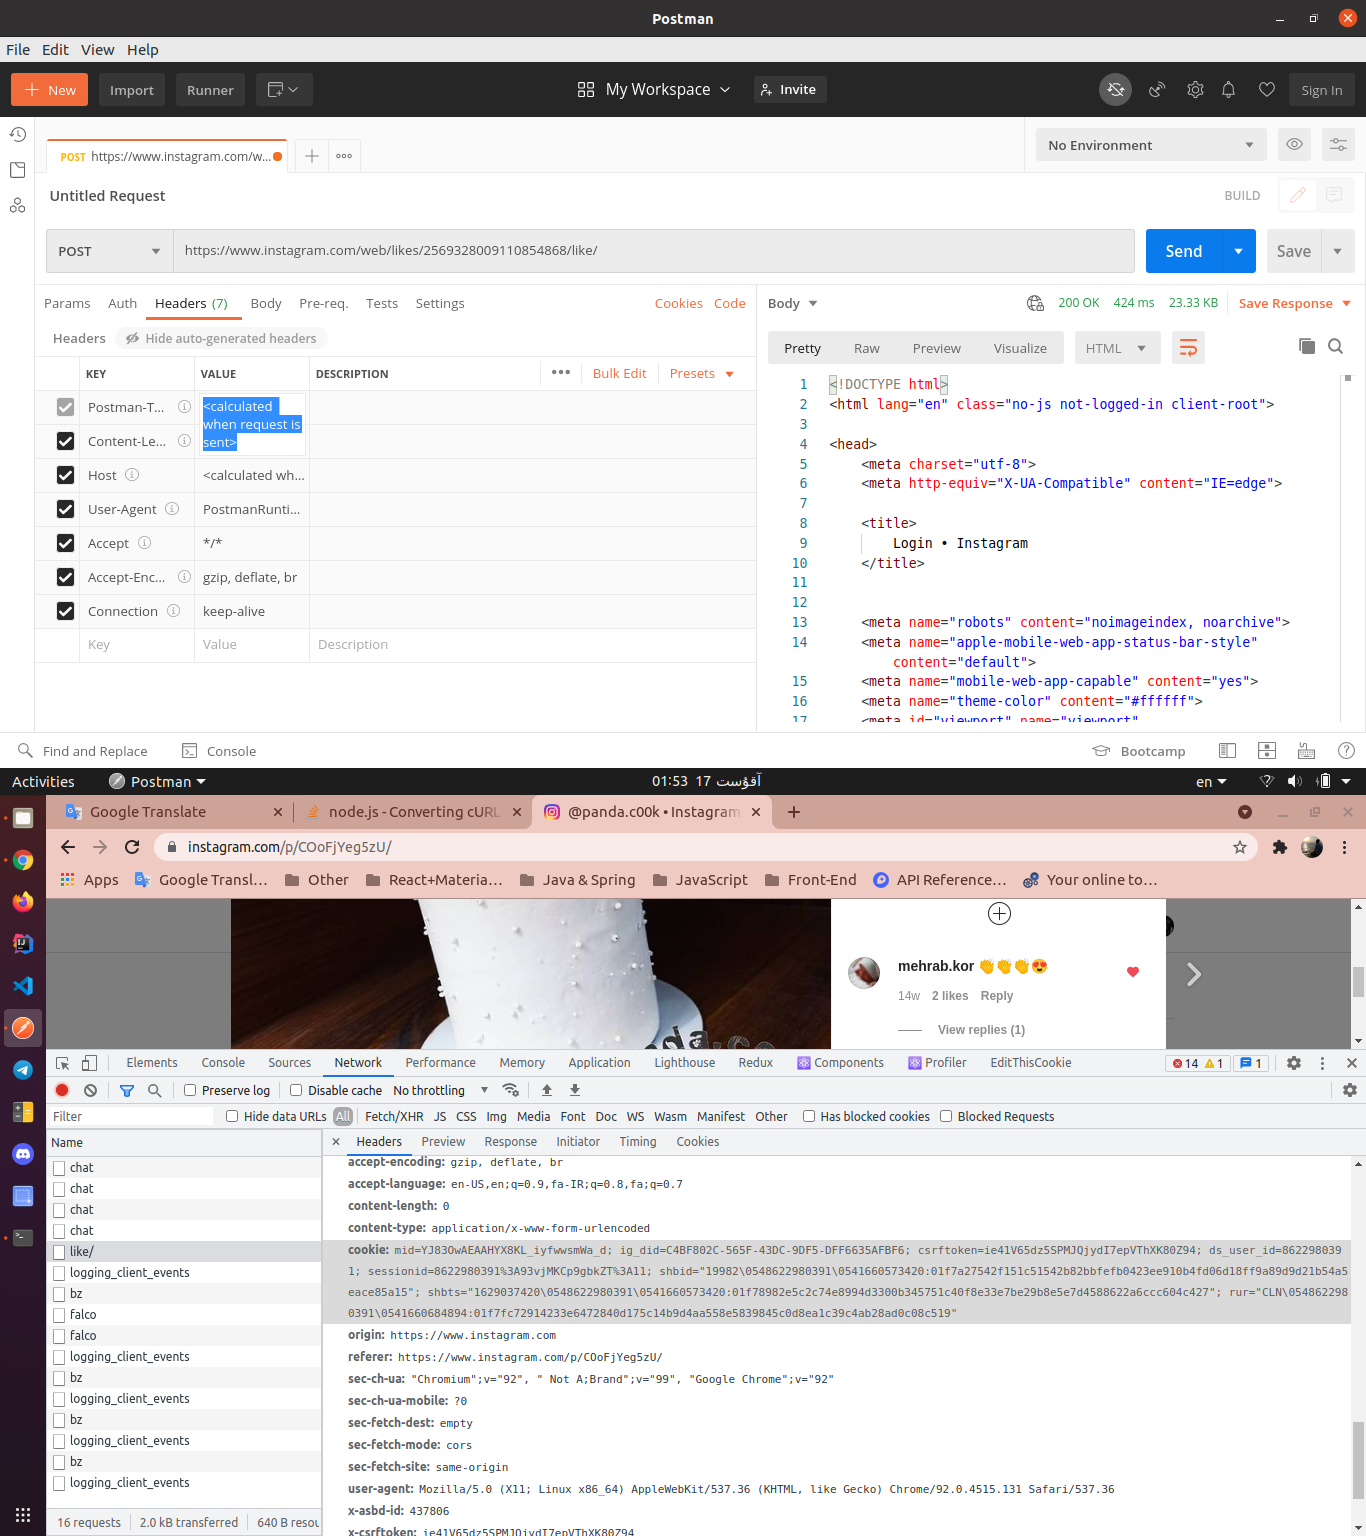 Postman
File Edit View Help
New Import Runner My Workspace Invite Sign In
POST https://www.instagram.com/w... No Environment
Untitled Request BUILD
POST https://www.instagram.com/web/likes/2569328009110854868/like/ Send Save
Params Auth Headers (7) Body Pre-req. Tests Settings Cookies Code
Headers Hide auto-generated headers
KEY VALUE DESCRIPTION ••• Bulk Edit Presets
Postman-T... <calculated when request is sent>
Content-Le...
Host <calculated wh...
User-Agent PostmanRunti...
Accept */*
Accept-Enc... gzip, deflate, br
Connection keep-alive
Key Value Description
Body 200 OK 424 ms 23.33 KB Save Response
Pretty Raw Preview Visualize HTML
1 <!DOCTYPE html>
2 <html lang="en" class="no-js not-logged-in client-root">
3
4 <head>
5 <meta charset="utf-8">
6 <meta http-equiv="X-UA-Compatible" content="IE=edge">
7
8 <title>
9 Login • Instagram
10 </title>
11
12
13 <meta name="robots" content="noimageindex, noarchive">
14 <meta name="apple-mobile-web-app-status-bar-style"
content="default">
15 <meta name="mobile-web-app-capable" content="yes">
16 <meta name="theme-color" content="#ffffff">
17 <meta id="viewport" name="viewport"
Find and Replace Console Bootcamp
Activities Postman 01:53 17 آقۇست en
Google Translate node.js - Converting cURL @panda.c00k • Instagram
instagram.com/p/COoFjYeg5zU/
Apps Google Transl... Other React+Materia... Java & Spring JavaScript Front-End API Reference... Your online to...
mehrab.kor 👏👏👏😍
14w 2 likes Reply
View replies (1)
Elements Console Sources Network Performance Memory Application Lighthouse Redux Components Profiler EditThisCookie 14 1 1
Preserve log Disable cache No throttling
Filter Hide data URLs All Fetch/XHR JS CSS Img Media Font Doc WS Wasm Manifest Other Has blocked cookies Blocked Requests
Name
chat
chat
chat
chat
like/
logging_client_events
bz
falco
falco
logging_client_events
bz
logging_client_events
bz
logging_client_events
bz
logging_client_events
16 requests 2.0 kB transferred 640 B resou
Headers Preview Response Initiator Timing Cookies
accept-encoding: gzip, deflate, br
accept-language: en-US,en;q=0.9,fa-IR;q=0.8,fa;q=0.7
content-length: 0
content-type: application/x-www-form-urlencoded
cookie: mid=YJ83OwAEAAHYX8KL_iyfwwsmWa_d; ig_did=C4BF802C-565F-43DC-9DF5-DFF6635AFBF6; csrftoken=ie41V65dz5SPMJQjydI7epVThXK80Z94; ds_user_id=862298039
1; sessionid=8622980391%3A93vjMKCp9gbkZT%3A11; shbid="19982\0548622980391\0541660573420:01f7a27542f151c51542b82bbfefb0423ee910b4fd06d18ff9a89d9d21b54a5
eace85a15"; shbts="1629037420\0548622980391\0541660573420:01f78982e5c2c74e8994d3300b345751c40f8e33e7be29b8e5e7d4588622a6ccc604c427"; rur="CLN\054862298
0391\0541660684894:01f7fc72914233e6472840d175c14b9d4aa558e5839845c0d8ea1c39c4ab28ad0c08c519"
origin: https://www.instagram.com
referer: https://www.instagram.com/p/COoFjYeg5zU/
sec-ch-ua: "Chromium";v="92", " Not A;Brand";v="99", "Google Chrome";v="92"
sec-ch-ua-mobile: ?0
sec-fetch-dest: empty
sec-fetch-mode: cors
sec-fetch-site: same-origin
user-agent: Mozilla/5.0 (X11; Linux x86_64) AppleWebKit/537.36 (KHTML, like Gecko) Chrome/92.0.4515.131 Safari/537.36
x-asbd-id: 437806
x-csrftoken: ie41V65dz5SPMJQjydI7epVThXK80Z94